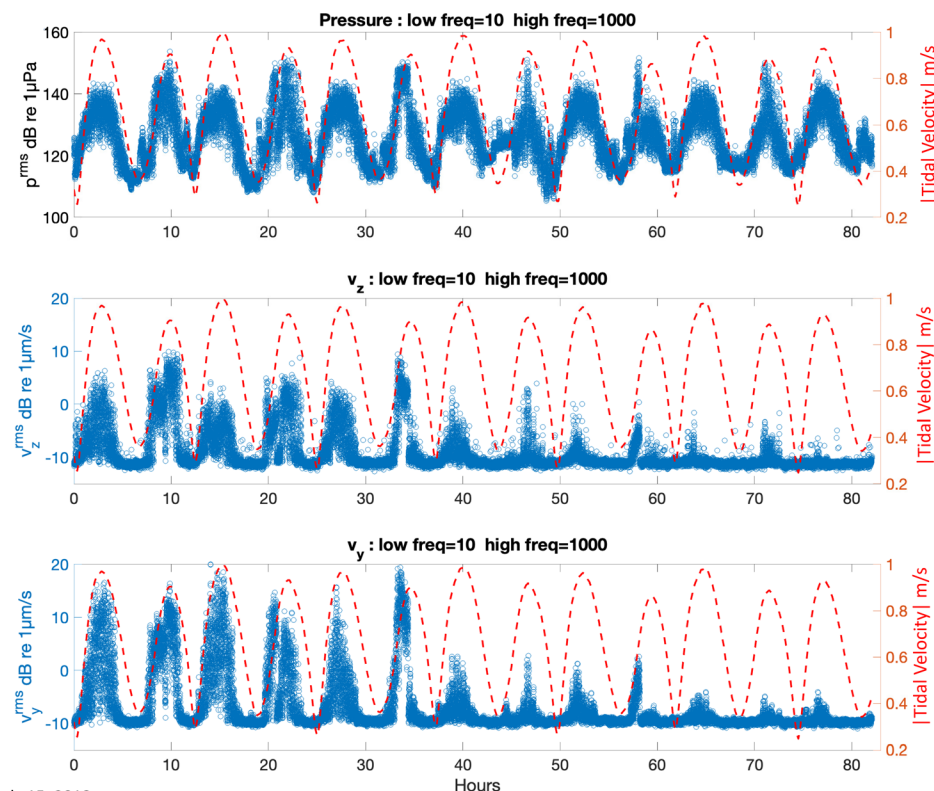 Pressure : low freq=10 high freq=1000
160
140
120
100
p^rms dB re 1μPa
1
0.8
0.6
0.4
0.2
|Tidal Velocity| m/s
0 10 20 30 40 50 60 70 80
v_z : low freq=10 high freq=1000
20
10
0
-10
v_z^rms dB re 1μm/s
1
0.8
0.6
0.4
0.2
|Tidal Velocity| m/s
0 10 20 30 40 50 60 70 80
v_y : low freq=10 high freq=1000
20
10
0
-10
v_y^rms dB re 1μm/s
1
0.8
0.6
0.4
0.2
|Tidal Velocity| m/s
0 10 20 30 40 50 60 70 80
Hours